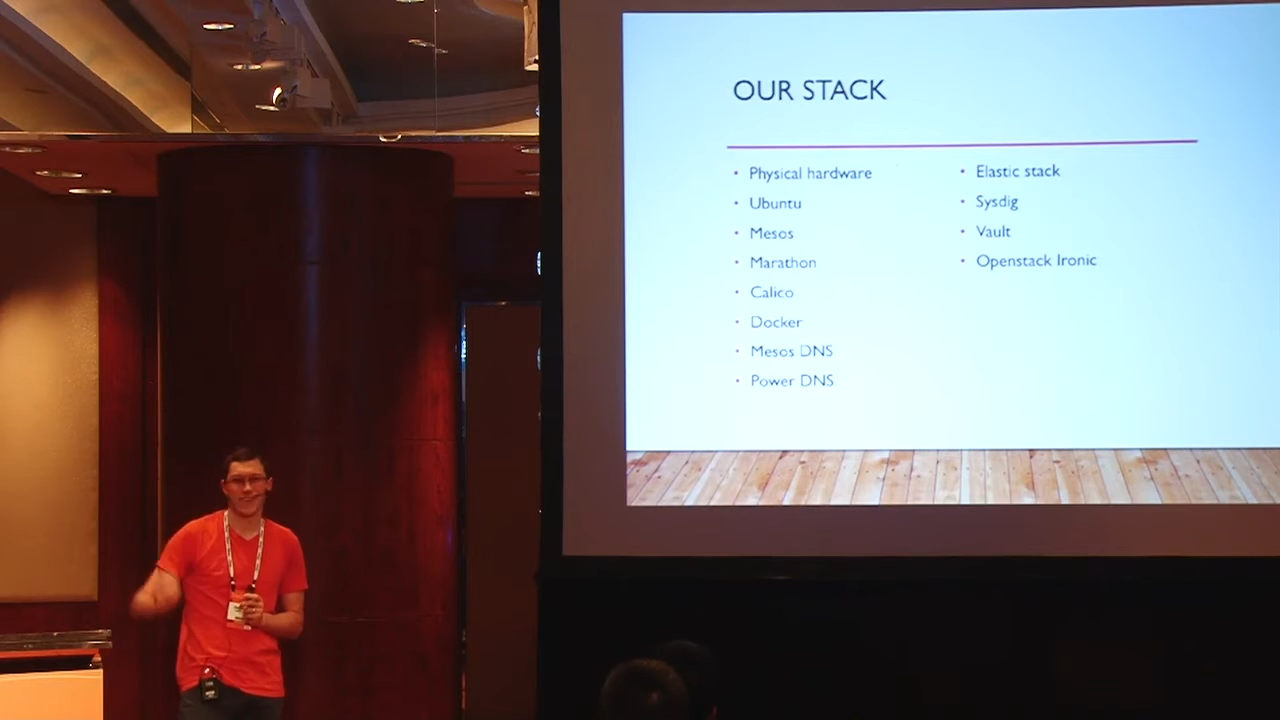 OUR STACK
Physical hardware
Ubuntu
Mesos
Marathon
Calico
Docker
Mesos DNS
Power DNS
Elastic stack
Sysdig
Vault
Openstack Ironic